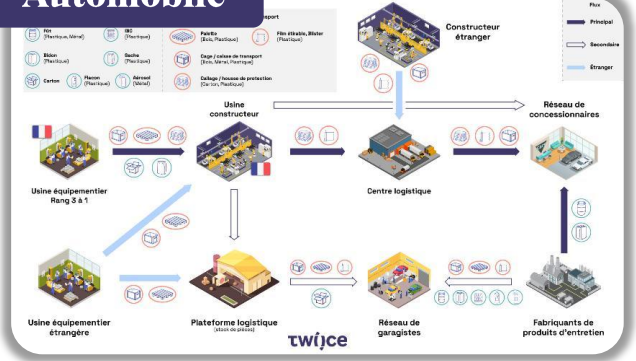 Automobile
Fût
(Plastique, Métal)
IBC
(Plastique)
Bidon
(Plastique)
Sache
(Plastique)
Carton
Flacon
(Plastique)
Aérosol
(Métal)
Palette
(Bois, Plastique)
Film étirable, Blister
(Plastique)
Cage / caisse de transport
(Bois, Métal, Plastique)
Callage / housse de protection
(Carton, Plastique)
Constructeur
étranger
Flux
Principal
Secondaire
Étranger
Usine
constructeur
Réseau de
concessionnaires
Usine équipementier
Rang 3 à 1
Centre logistique
Usine équipementier
étrangère
Plateforme logistique
(stock de pièces)
Réseau de
garagistes
Fabriquants de
produits d'entretien
twiice